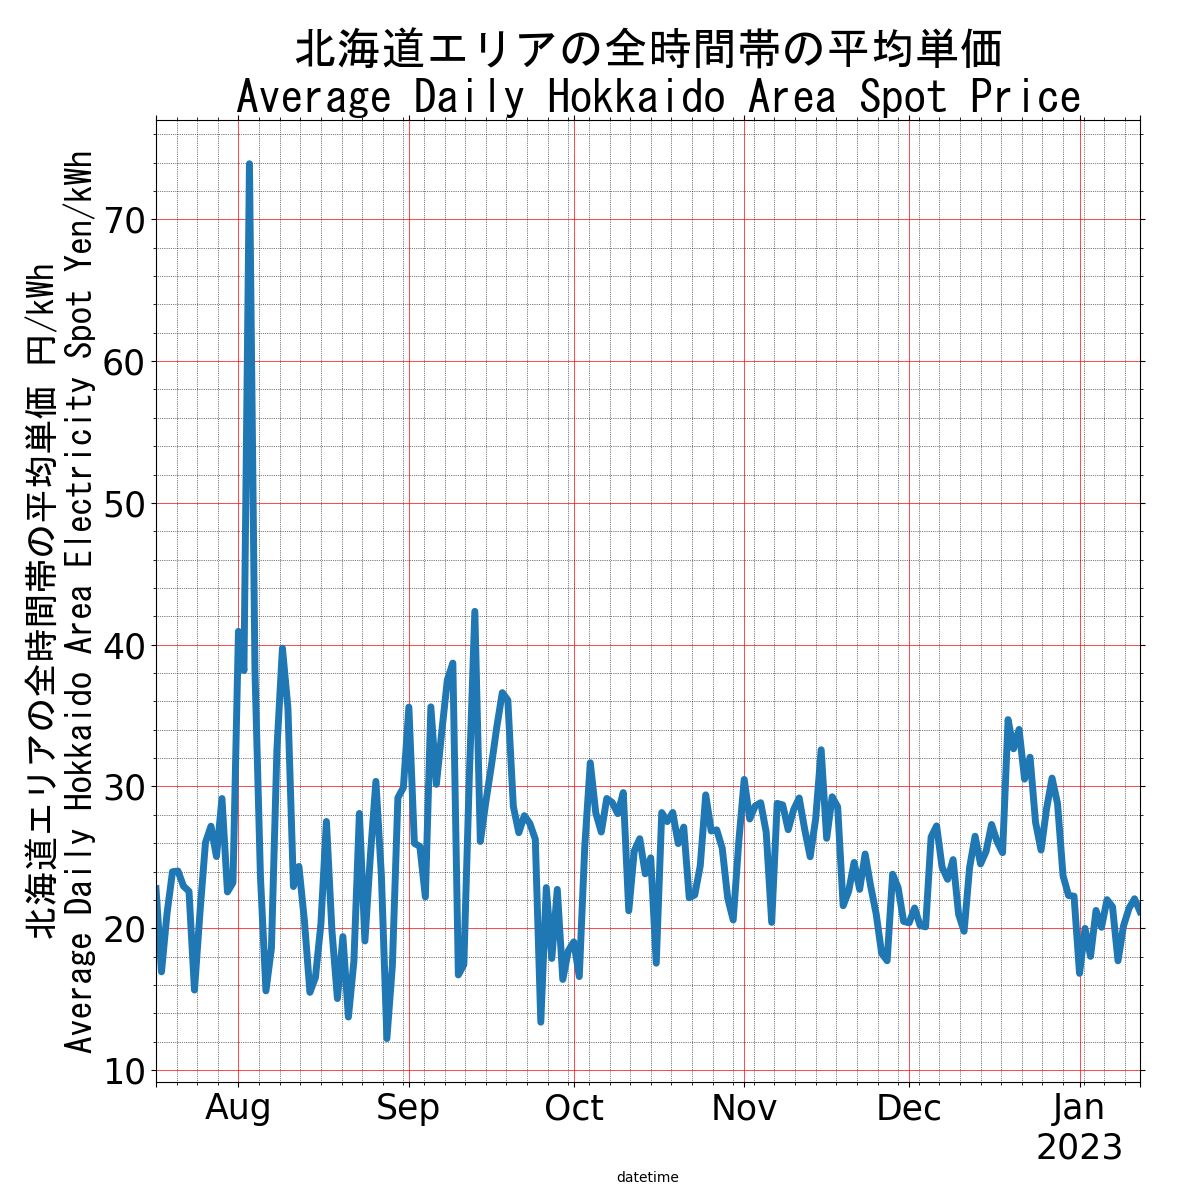 北海道エリアの全時間帯の平均単価
Average Daily Hokkaido Area Spot Price
北海道エリアの全時間帯の平均単価 円/kWh
Average Daily Hokkaido Area Electricity Spot Yen/kWh
70
60
50
40
30
20
10
Aug Sep Oct Nov Dec Jan
2023
datetime